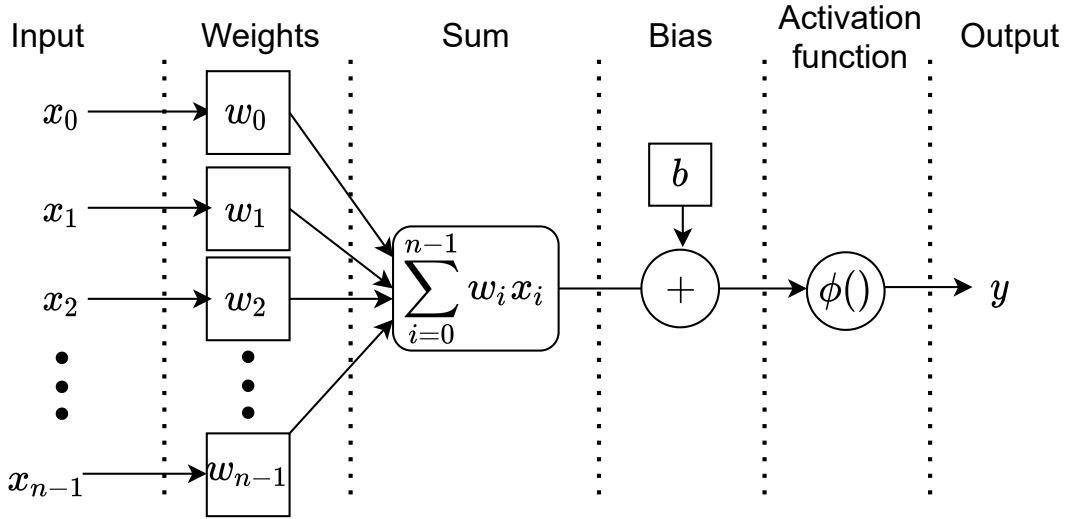 Input
Weights
Sum
Bias
Activation
function
Output
x₀
w₀
x₁
w₁
x₂
w₂
xₙ₋₁
wₙ₋₁
n−1
∑ wᵢxᵢ
i=0
b
+
ϕ()
y